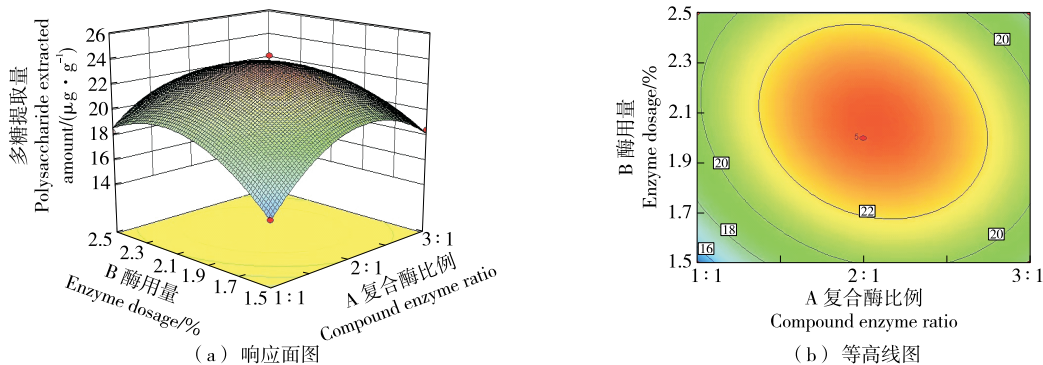 多糖提取量
Polysaccharide extracted
amount/(μg·g⁻¹)
26
24
22
20
18
16
14
2.5
2.3
2.1
1.9
1.7
1.5
1:1
2:1
3:1
B 酶用量
Enzyme dosage/%
A 复合酶比例
Compound enzyme ratio
(a) 响应面图
B 酶用量
Enzyme dosage/%
2.5
2.3
2.1
1.9
1.7
1.5
20
5
20
22
18
20
16
1:1
2:1
3:1
A 复合酶比例
Compound enzyme ratio
(b) 等高线图